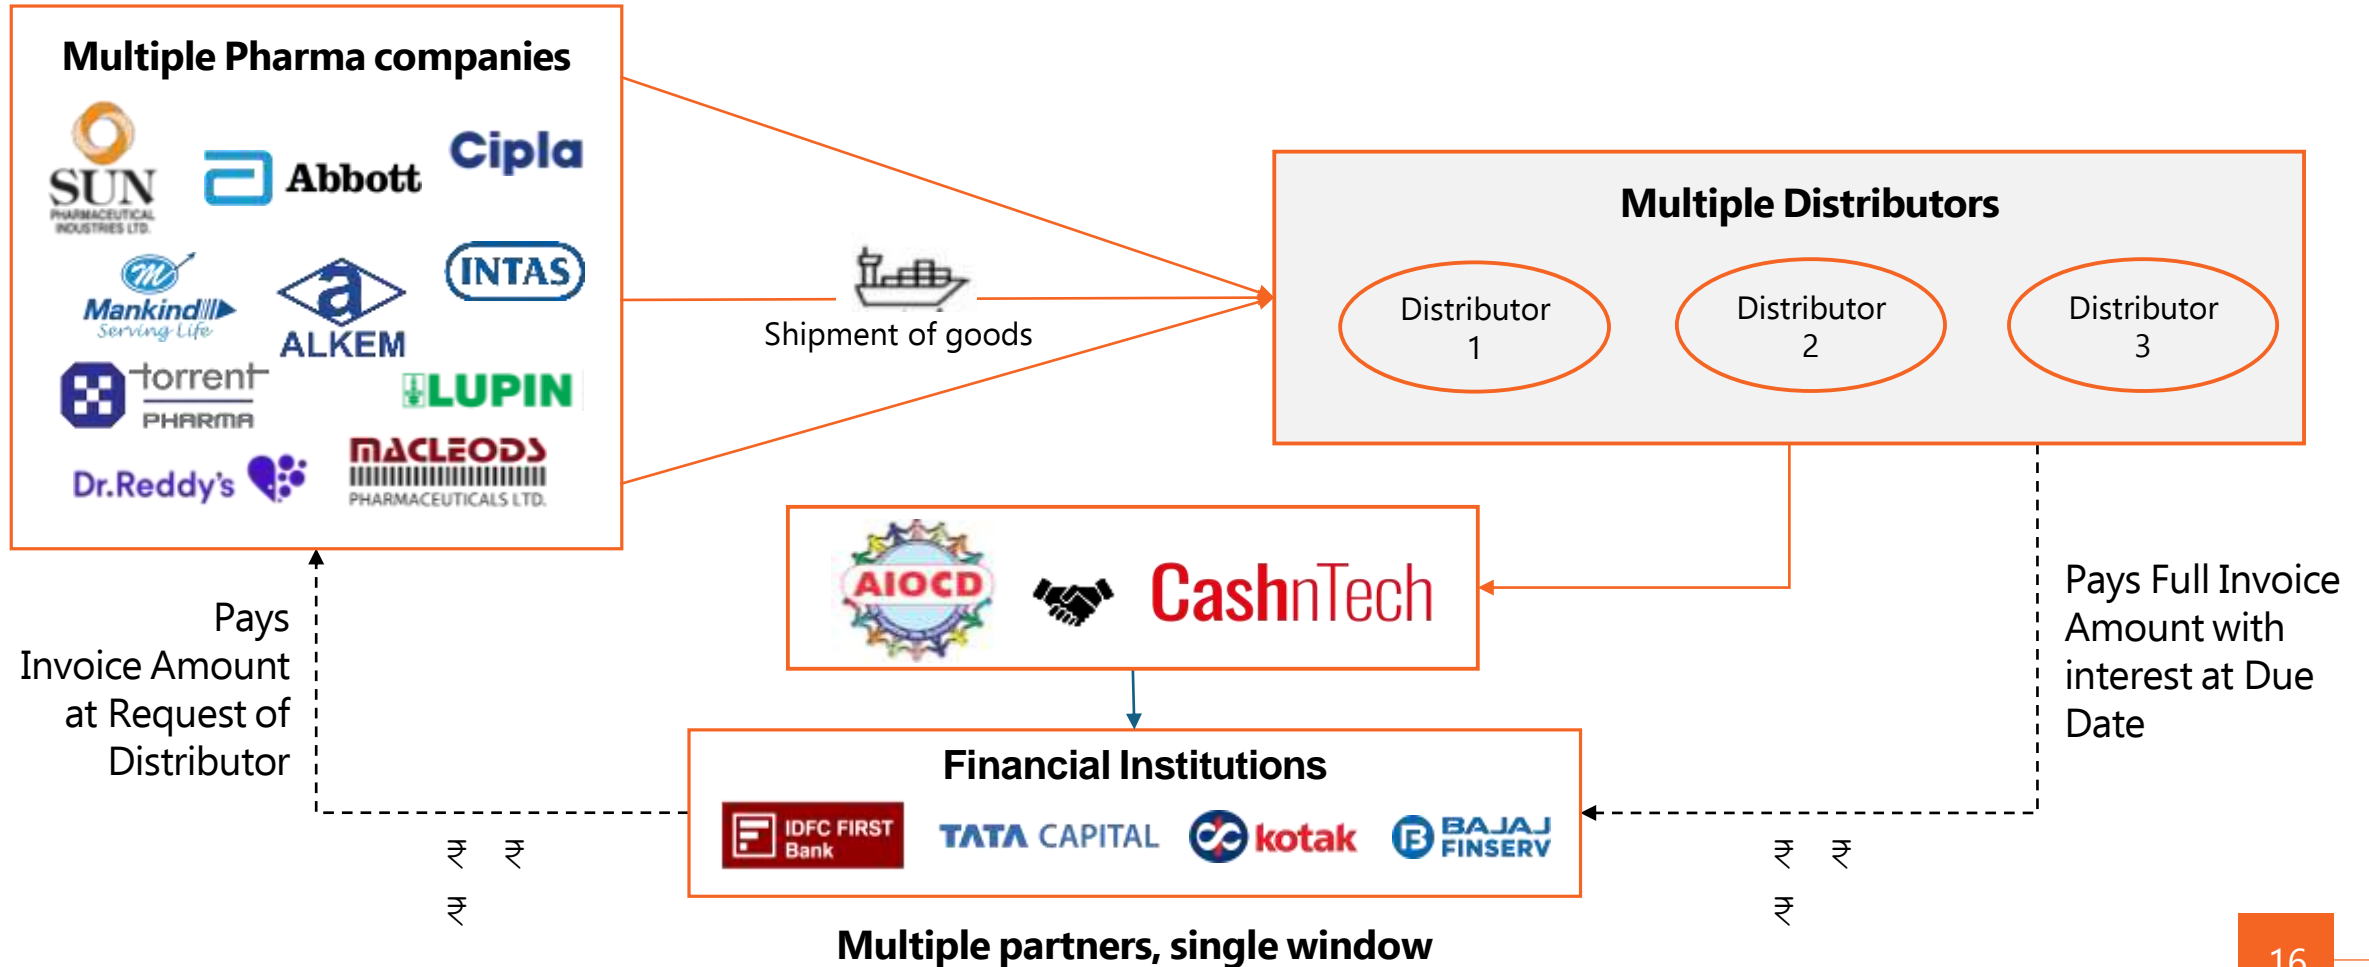 Multiple Pharma companies
SUN
PHARMACEUTICAL
INDUSTRIES LTD.
Abbott
Cipla
Mankind
Serving Life
a
ALKEM
INTAS
torrent
PHARMA
LUPIN
Dr.Reddy's
MACLEODS
PHARMACEUTICALS LTD.
Shipment of goods
Multiple Distributors
Distributor
1
Distributor
2
Distributor
3
AIOCD
CashnTech
Pays
Invoice Amount
at Request of
Distributor
Pays Full Invoice
Amount with
interest at Due
Date
Financial Institutions
IDFC FIRST
Bank
TATA CAPITAL
kotak
B BAJAJ
FINSERV
₹ ₹
₹
₹ ₹
₹
Multiple partners, single window
16